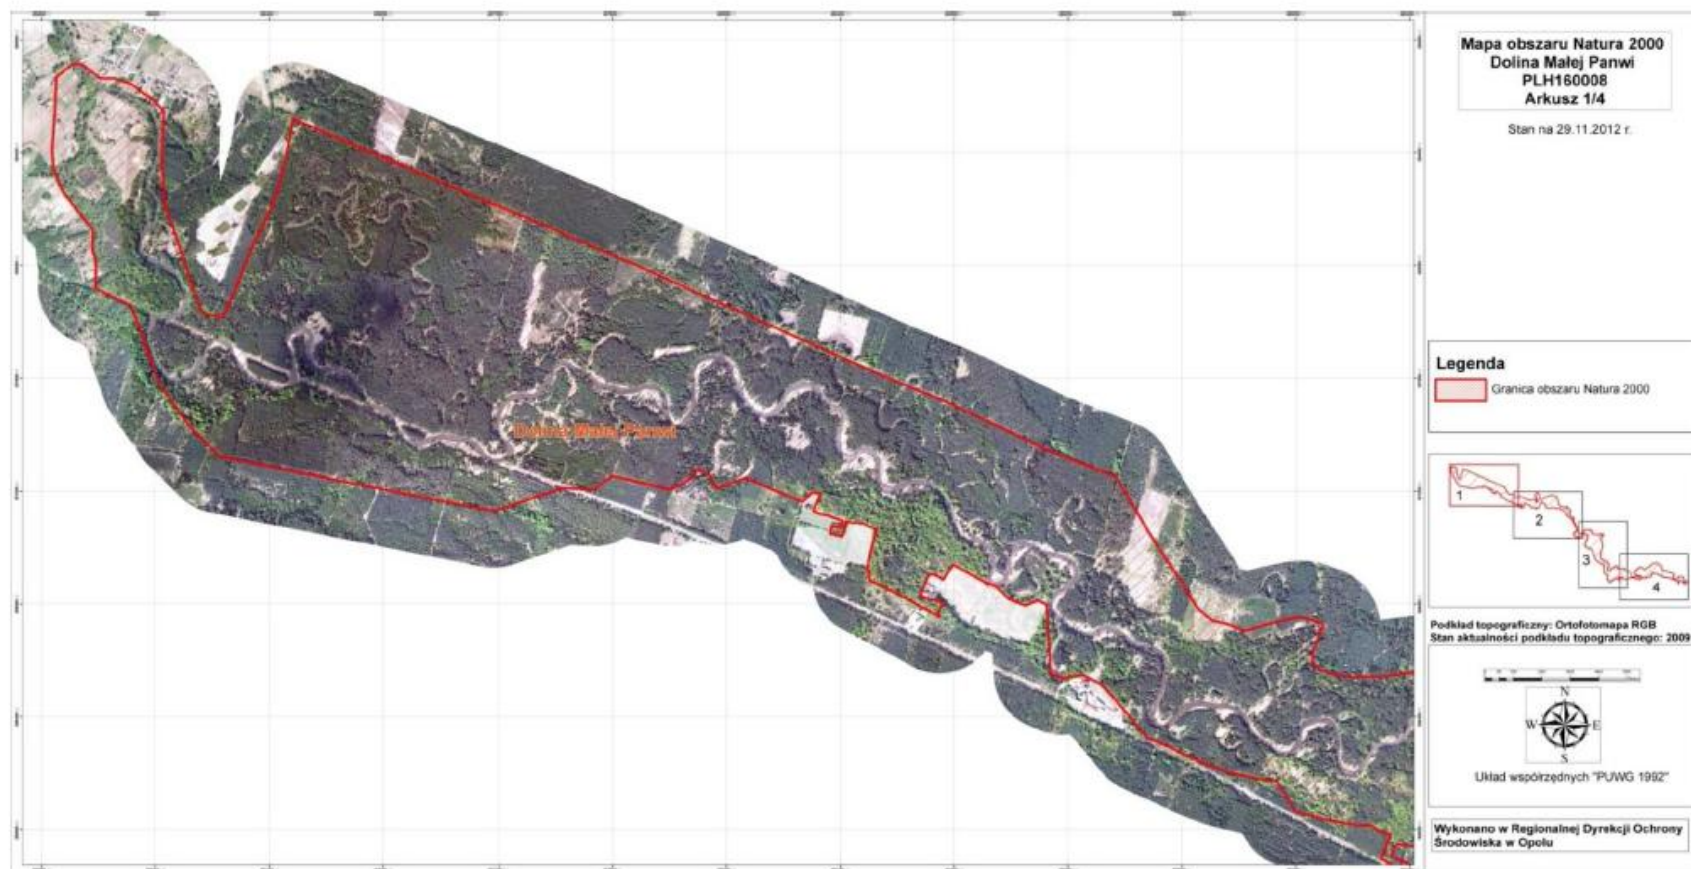 Mapa obszaru Natura 2000
Dolina Małej Panwi
PLH160008
Arkusz 1/4
Stan na 29.11.2012 r.
Dolina Małej Panwi
Legenda
Granica obszaru Natura 2000
1
2
3
4
Podkład topograficzny: Ortofotomapa RGB
Stan aktualności podkładu topograficznego: 2009
N
W
E
S
Układ współrzędnych "PUWG 1992"
Wykonano w Regionalnej Dyrekcji Ochrony
Środowiska w Opolu